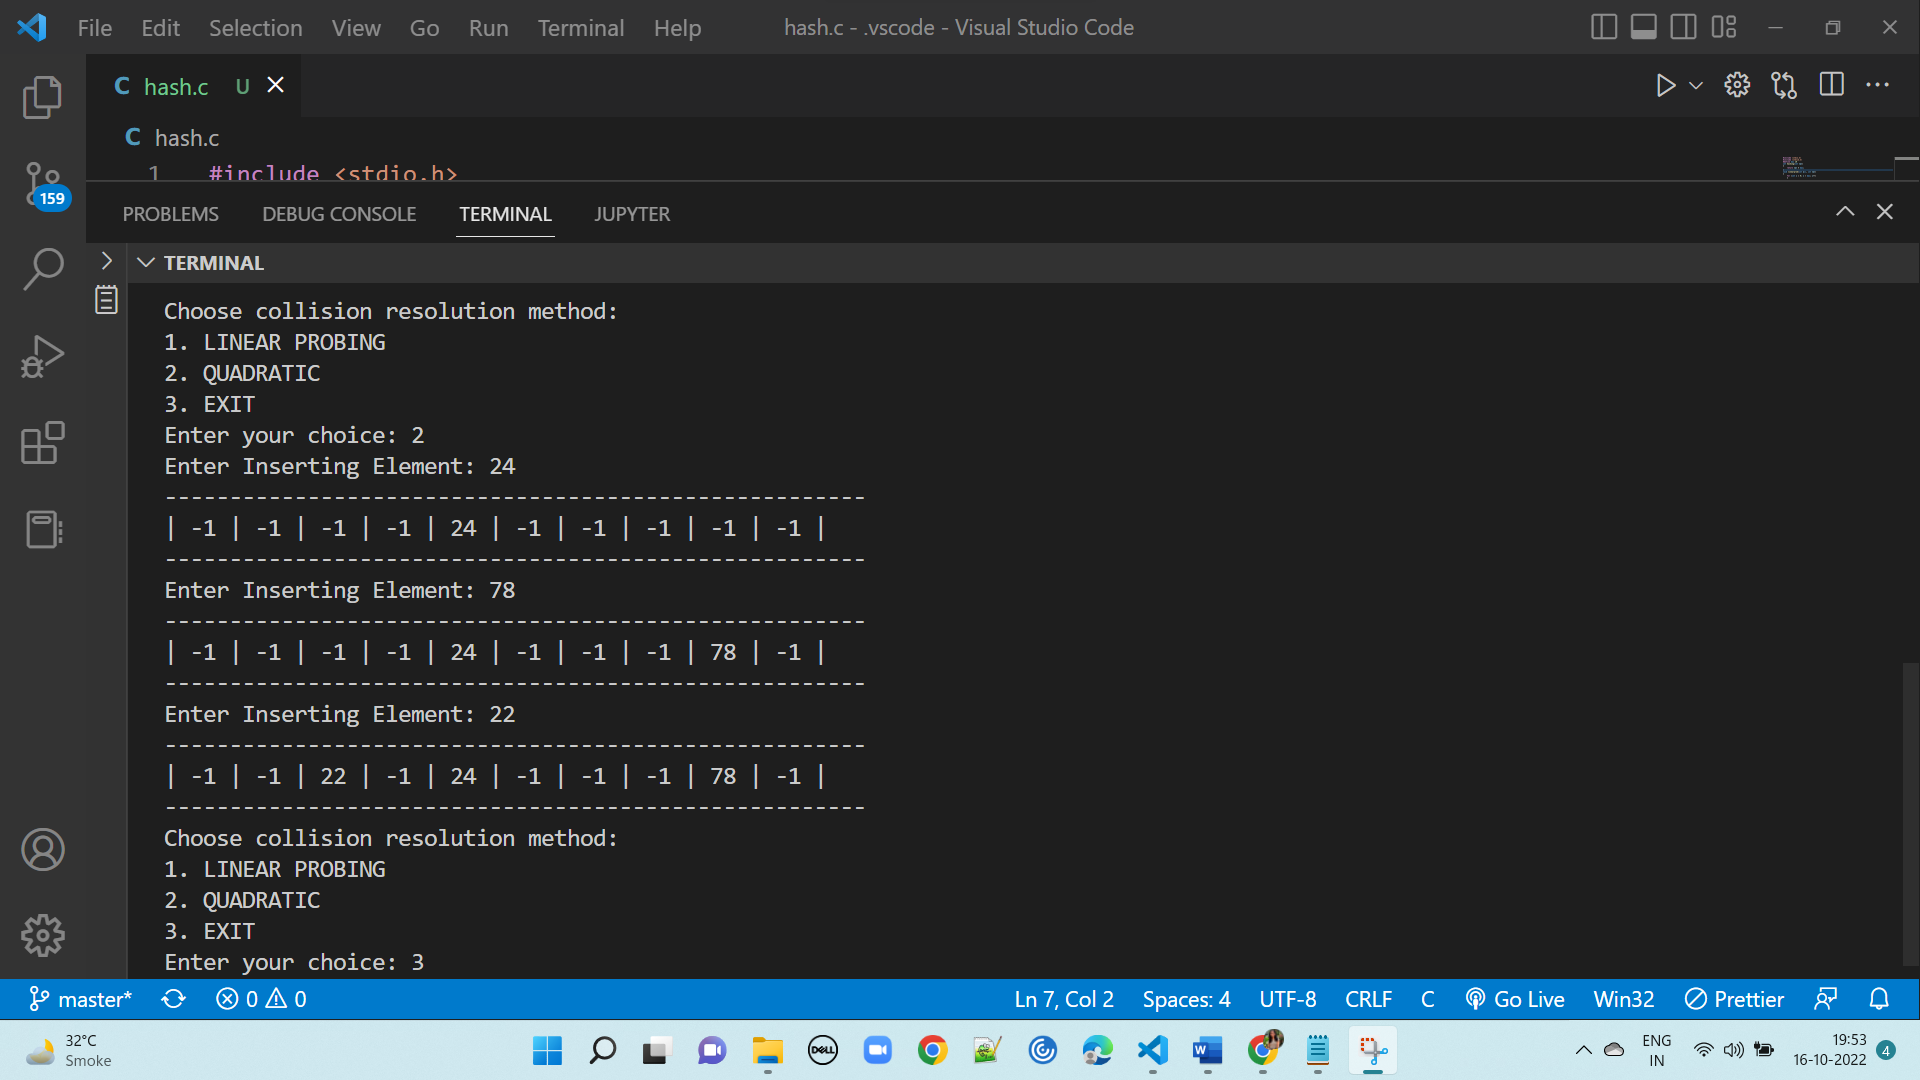 File Edit Selection View Go Run Terminal Help hash.c - .vscode - Visual Studio Code
C hash.c U
C hash.c
1 #include <stdio.h>
159
PROBLEMS DEBUG CONSOLE TERMINAL JUPYTER
TERMINAL
Choose collision resolution method:
1. LINEAR PROBING
2. QUADRATIC
3. EXIT
Enter your choice: 2
Enter Inserting Element: 24
------------------------------------------------------
| -1 | -1 | -1 | -1 | 24 | -1 | -1 | -1 | -1 | -1 |
------------------------------------------------------
Enter Inserting Element: 78
------------------------------------------------------
| -1 | -1 | -1 | -1 | 24 | -1 | -1 | -1 | 78 | -1 |
------------------------------------------------------
Enter Inserting Element: 22
------------------------------------------------------
| -1 | -1 | 22 | -1 | 24 | -1 | -1 | -1 | 78 | -1 |
------------------------------------------------------
Choose collision resolution method:
1. LINEAR PROBING
2. QUADRATIC
3. EXIT
Enter your choice: 3
master* 0 0 Ln 7, Col 2 Spaces: 4 UTF-8 CRLF C Go Live Win32 Prettier
32°C
Smoke
DELL
W
ENG
IN
19:53
16-10-2022
4